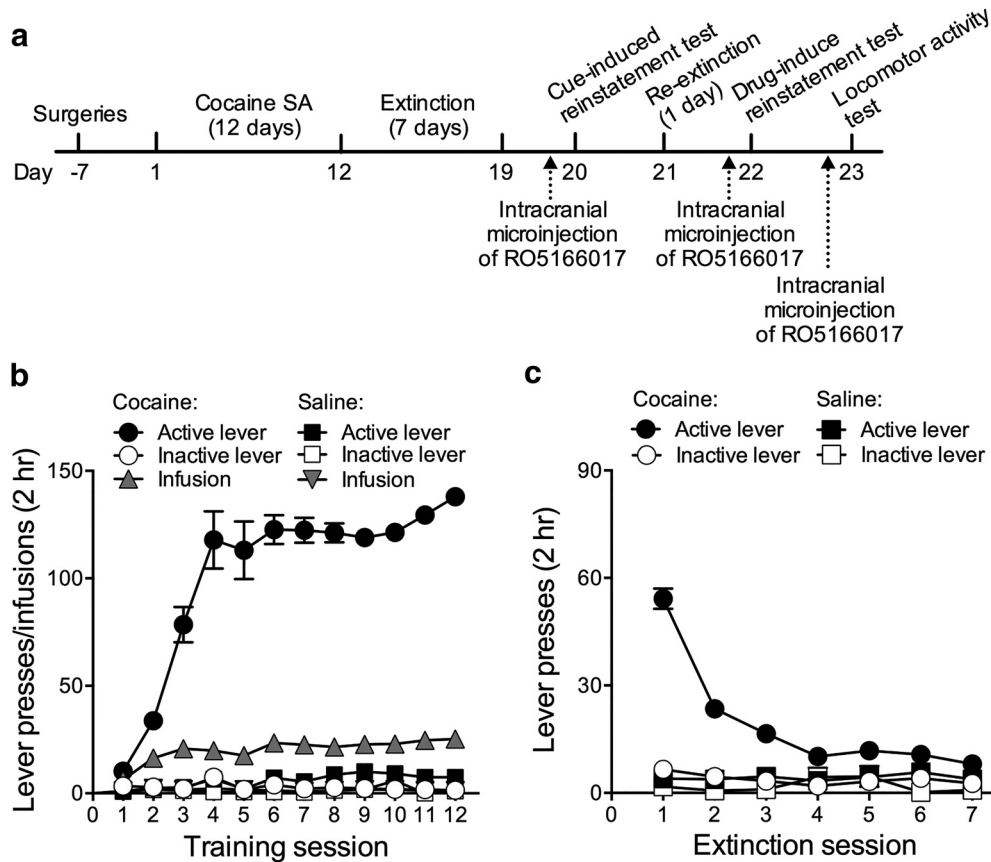 a
Surgeries
Cocaine SA
(12 days)
Extinction
(7 days)
Cue-induced
reinstatement test
Re-extinction
(1 day)
Drug-induce
reinstatement test
Locomotor activity
test
Day -7 1 12 19 20 21 22 23
Intracranial
microinjection
of RO5166017
Intracranial
microinjection
of RO5166017
Intracranial
microinjection
of RO5166017
b
Cocaine: Saline:
Active lever Active lever
Inactive lever Inactive lever
Infusion Infusion
Lever presses/infusions (2 hr)
150
100
50
0
0 1 2 3 4 5 6 7 8 9 10 11 12
Training session
c
Cocaine: Saline:
Active lever Active lever
Inactive lever Inactive lever
Lever presses (2 hr)
90
60
30
0
0 1 2 3 4 5 6 7
Extinction session